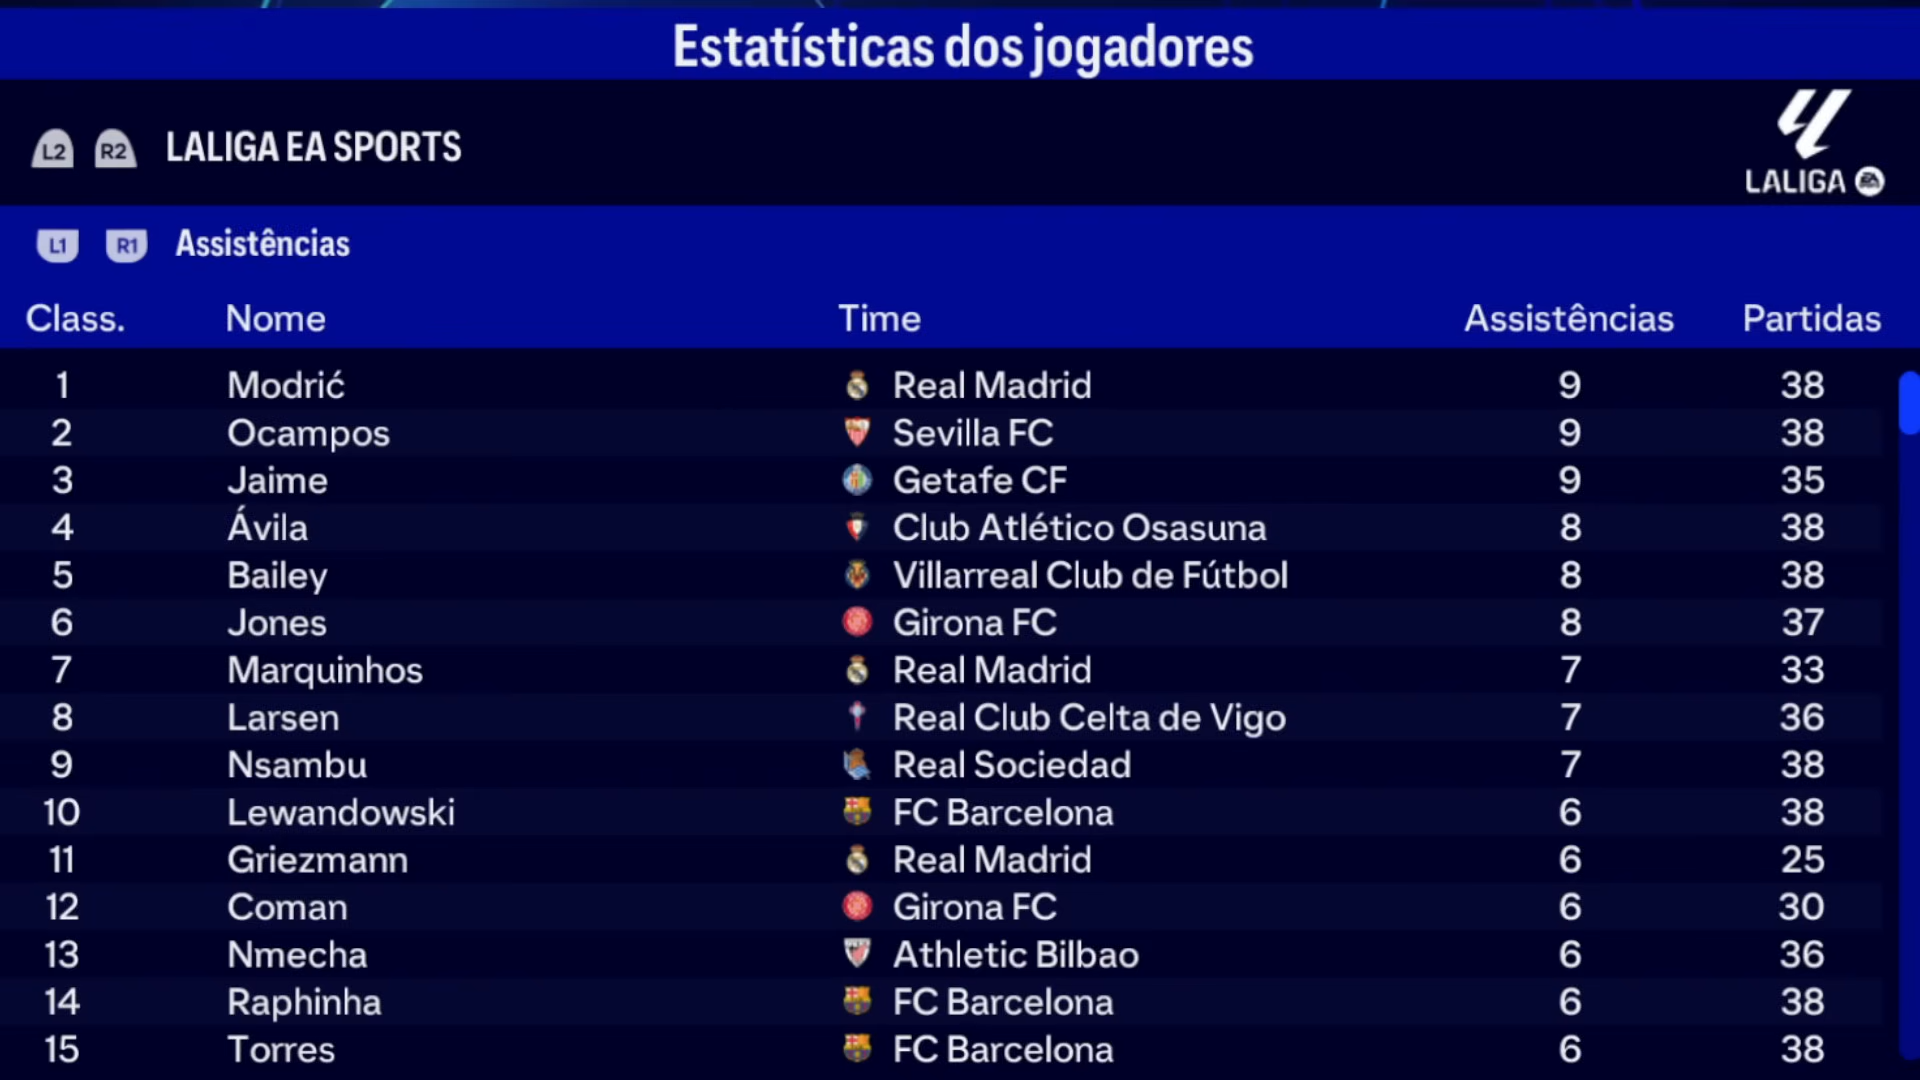 Estatísticas dos jogadores
L2 R2 LALIGA EA SPORTS
LALIGA EA
L1 R1 Assistências
Class. Nome Time Assistências Partidas
1 Modrić Real Madrid 9 38
2 Ocampos Sevilla FC 9 38
3 Jaime Getafe CF 9 35
4 Ávila Club Atlético Osasuna 8 38
5 Bailey Villarreal Club de Fútbol 8 38
6 Jones Girona FC 8 37
7 Marquinhos Real Madrid 7 33
8 Larsen Real Club Celta de Vigo 7 36
9 Nsambu Real Sociedad 7 38
10 Lewandowski FC Barcelona 6 38
11 Griezmann Real Madrid 6 25
12 Coman Girona FC 6 30
13 Nmecha Athletic Bilbao 6 36
14 Raphinha FC Barcelona 6 38
15 Torres FC Barcelona 6 38